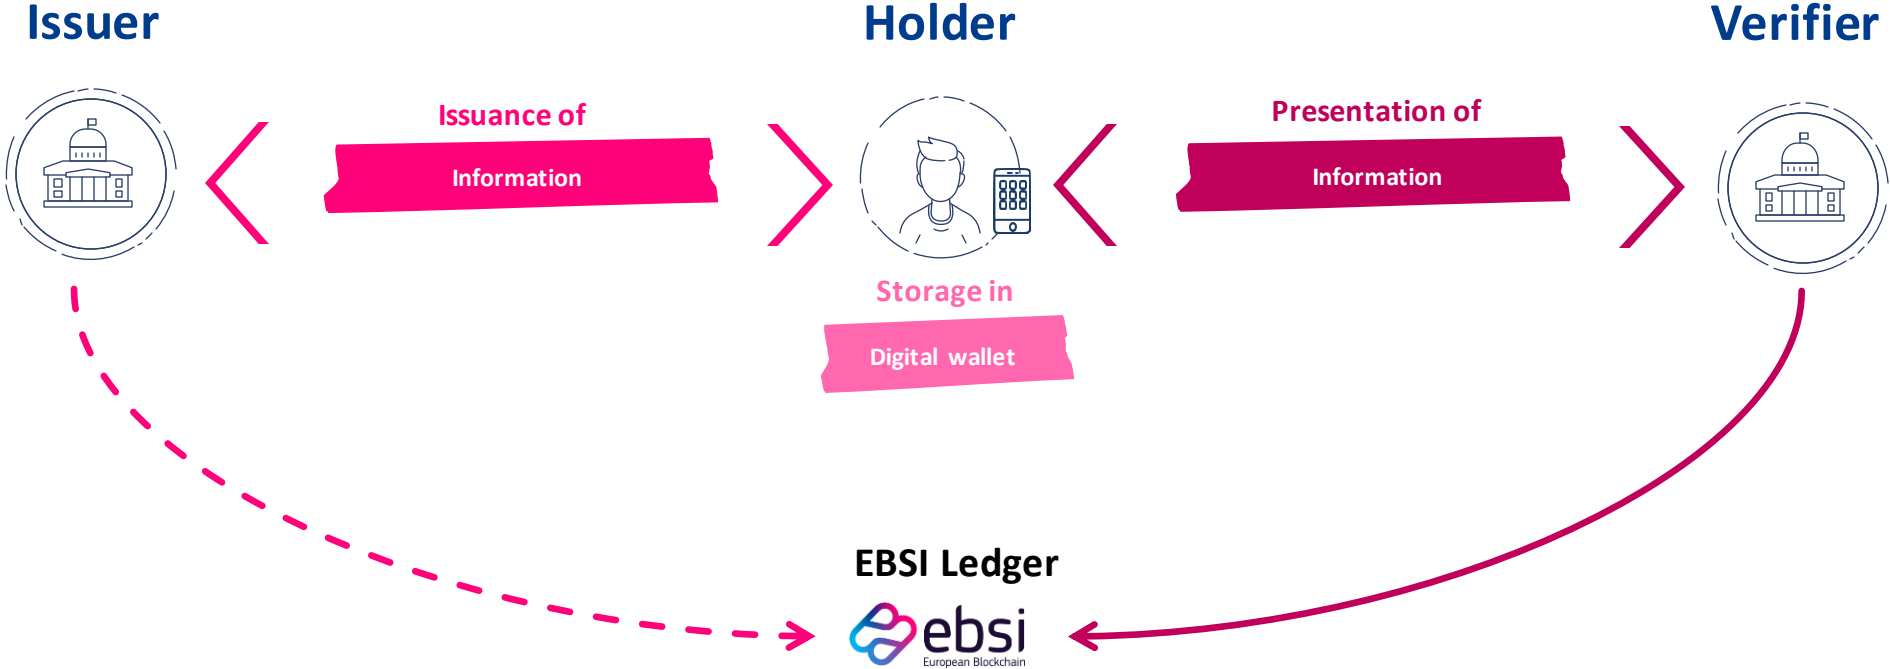 Issuer
Holder
Verifier
Issuance of
Information
Presentation of
Information
Storage in
Digital wallet
EBSI Ledger
ebsi
European Blockchain